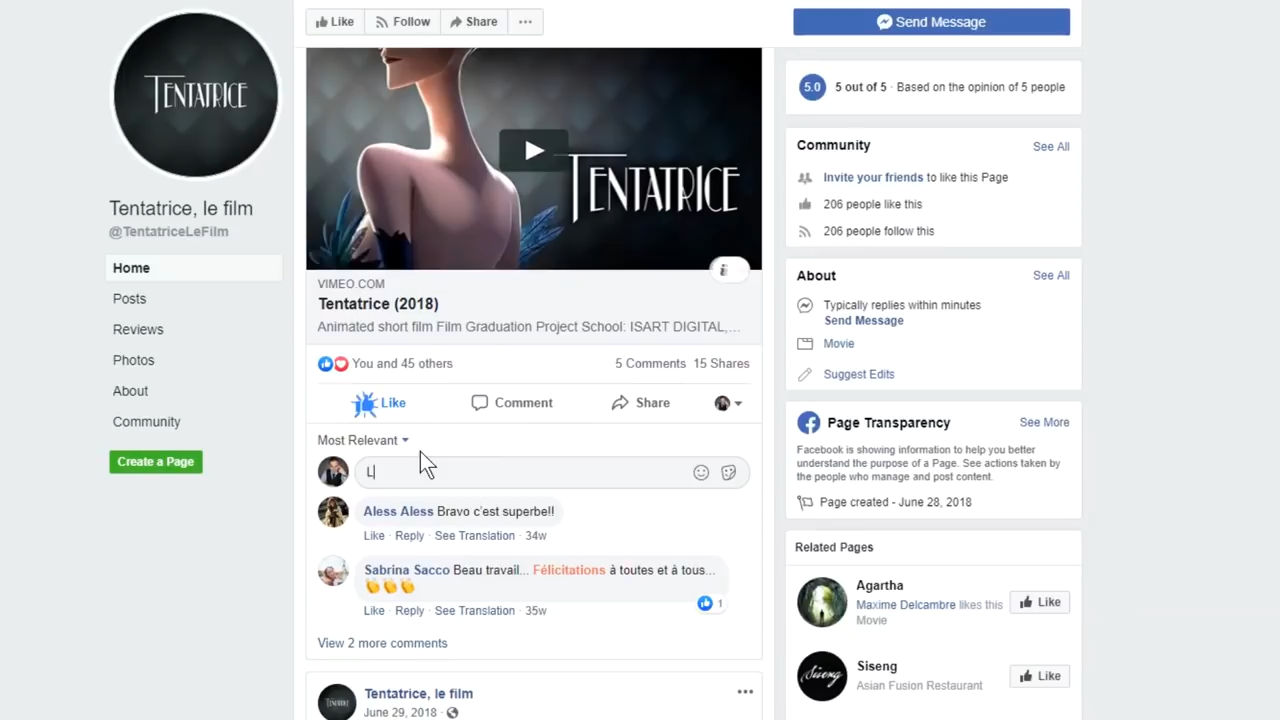 Like
Follow
Share
Send Message
TENTATRICE
Tentatrice, le film
@TentatriceLeFilm
Home
Posts
Reviews
Photos
About
Community
Create a Page
TENTATRICE
VIMEO.COM
Tentatrice (2018)
Animated short film Film Graduation Project School: ISART DIGITAL,...
You and 45 others
5 Comments 15 Shares
Like
Comment
Share
Most Relevant
L
Aless Aless Bravo c'est superbe!!
Like · Reply · See Translation · 34w
Sabrina Sacco Beau travail... Félicitations à toutes et à tous...
1
Like · Reply · See Translation · 35w
View 2 more comments
TENTATRICE
Tentatrice, le film
June 29, 2018 ·
5.0
5 out of 5 · Based on the opinion of 5 people
Community
See All
Invite your friends to like this Page
206 people like this
206 people follow this
About
See All
Typically replies within minutes
Send Message
Movie
Suggest Edits
Page Transparency
See More
Facebook is showing information to help you better
understand the purpose of a Page. See actions taken by
the people who manage and post content.
Page created - June 28, 2018
Related Pages
Agartha
Maxime Delcambre likes this
Movie
Like
Siseng
Siseng
Asian Fusion Restaurant
Like